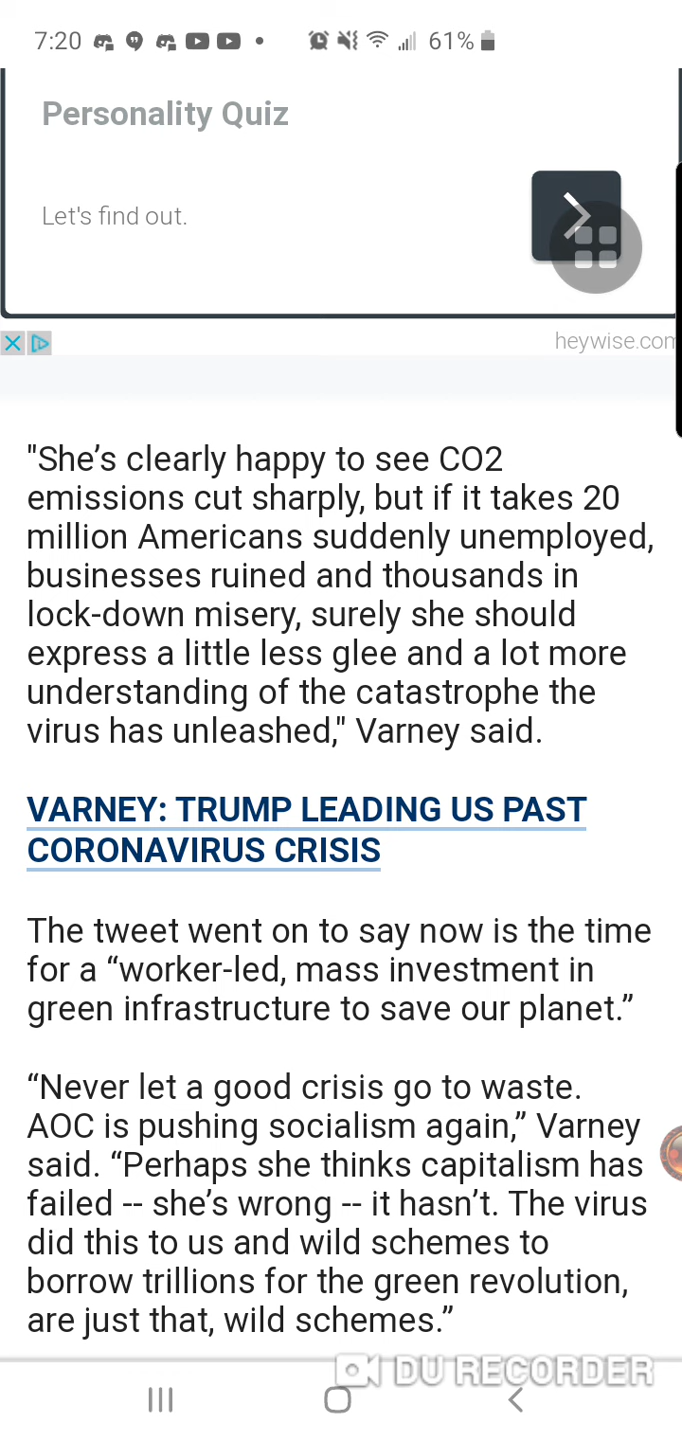 7:20 61%
Personality Quiz
Let's find out.
heywise.com
"She’s clearly happy to see CO2
emissions cut sharply, but if it takes 20
million Americans suddenly unemployed,
businesses ruined and thousands in
lock-down misery, surely she should
express a little less glee and a lot more
understanding of the catastrophe the
virus has unleashed," Varney said.
VARNEY: TRUMP LEADING US PAST
CORONAVIRUS CRISIS
The tweet went on to say now is the time
for a “worker-led, mass investment in
green infrastructure to save our planet.”
“Never let a good crisis go to waste.
AOC is pushing socialism again,” Varney
said. “Perhaps she thinks capitalism has
failed -- she’s wrong -- it hasn’t. The virus
did this to us and wild schemes to
borrow trillions for the green revolution,
are just that, wild schemes.”
DU RECORDER